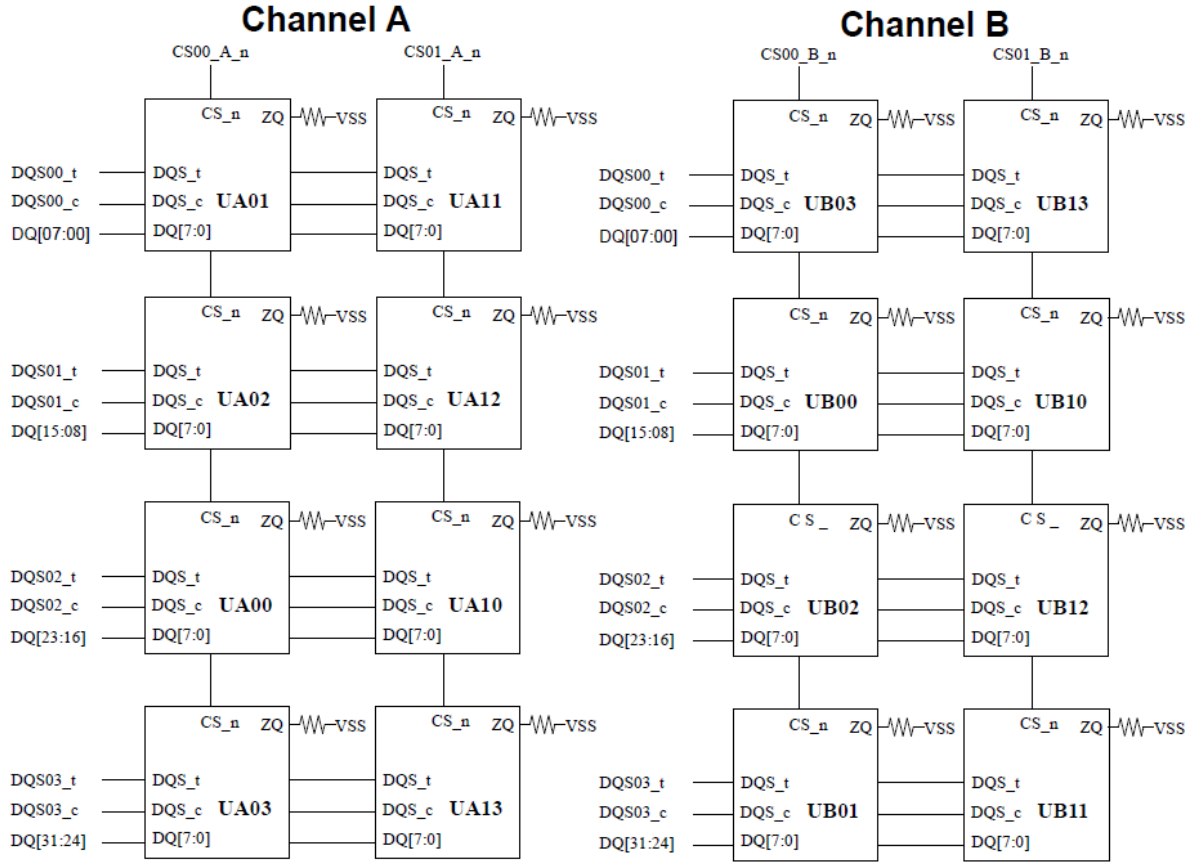 Channel A
CS00_A_n CS01_A_n
CS_n ZQ VSS CS_n ZQ VSS
DQS00_t DQS_t DQS_t
DQS00_c DQS_c UA01 DQS_c UA11
DQ[07:00] DQ[7:0] DQ[7:0]
CS_n ZQ VSS CS_n ZQ VSS
DQS01_t DQS_t DQS_t
DQS01_c DQS_c UA02 DQS_c UA12
DQ[15:08] DQ[7:0] DQ[7:0]
CS_n ZQ VSS CS_n ZQ VSS
DQS02_t DQS_t DQS_t
DQS02_c DQS_c UA00 DQS_c UA10
DQ[23:16] DQ[7:0] DQ[7:0]
CS_n ZQ VSS CS_n ZQ VSS
DQS03_t DQS_t DQS_t
DQS03_c DQS_c UA03 DQS_c UA13
DQ[31:24] DQ[7:0] DQ[7:0]
Channel B
CS00_B_n CS01_B_n
CS_n ZQ VSS CS_n ZQ VSS
DQS00_t DQS_t DQS_t
DQS00_c DQS_c UB03 DQS_c UB13
DQ[07:00] DQ[7:0] DQ[7:0]
CS_n ZQ VSS CS_n ZQ VSS
DQS01_t DQS_t DQS_t
DQS01_c DQS_c UB00 DQS_c UB10
DQ[15:08] DQ[7:0] DQ[7:0]
C S _ ZQ VSS C S _ ZQ VSS
DQS02_t DQS_t DQS_t
DQS02_c DQS_c UB02 DQS_c UB12
DQ[23:16] DQ[7:0] DQ[7:0]
CS_n ZQ VSS CS_n ZQ VSS
DQS03_t DQS_t DQS_t
DQS03_c DQS_c UB01 DQS_c UB11
DQ[31:24] DQ[7:0] DQ[7:0]